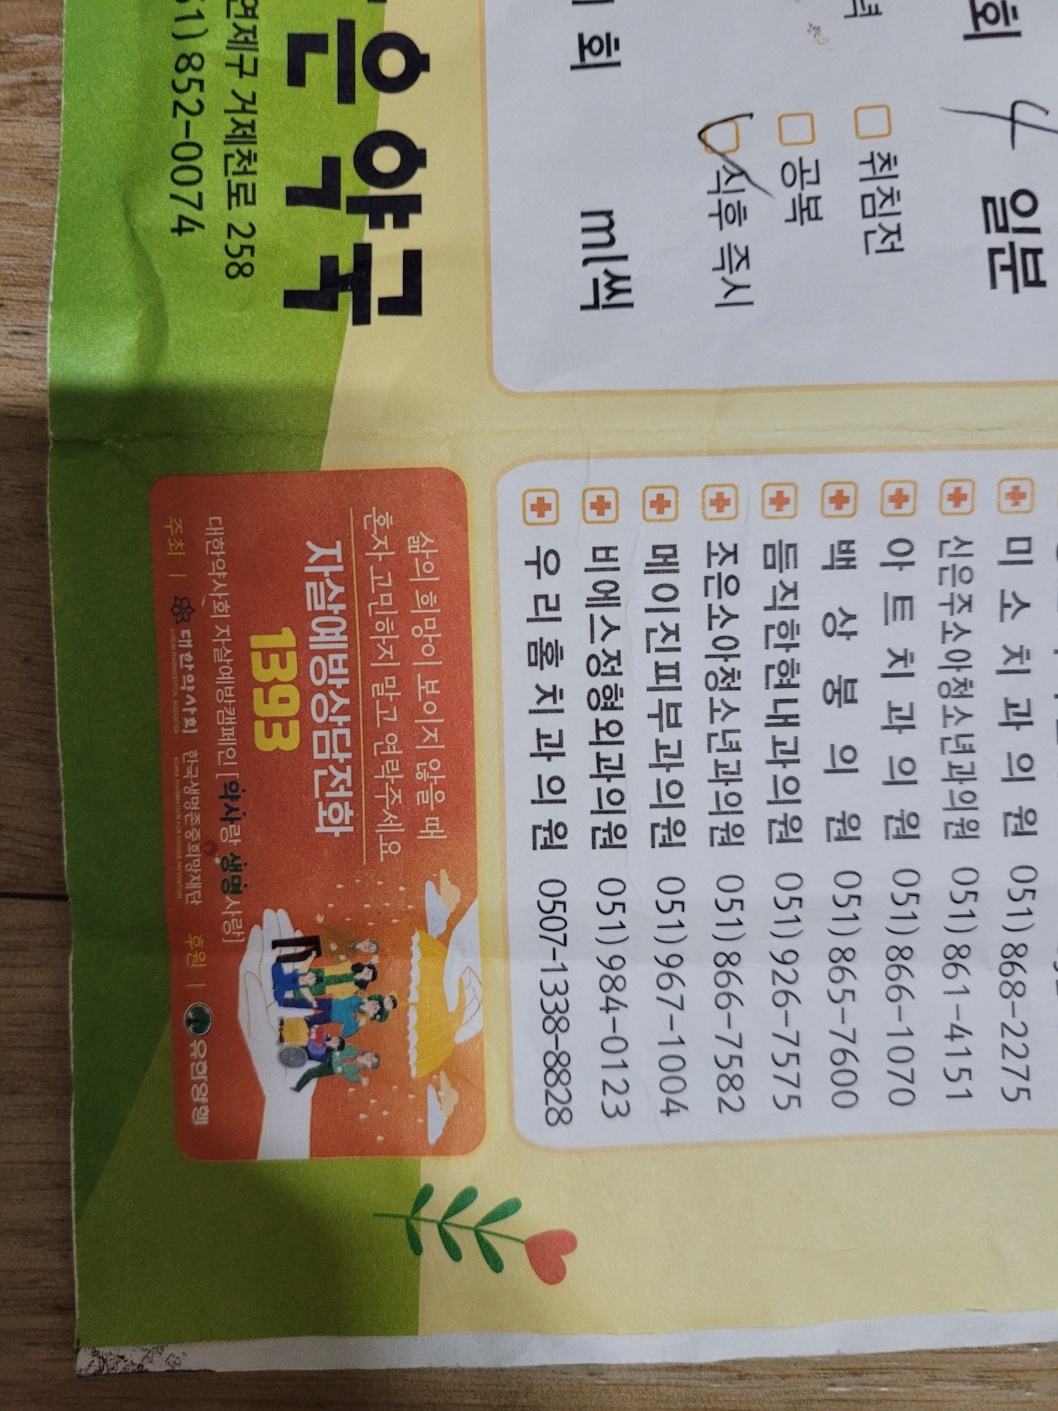 회 4 일분
취침전
공복
식후 즉시
회 ml씩
은약국
연제구 거제천로 258
51) 852-0074
미소치과의원 051) 868-2275
신은주소아청소년과의원 051) 861-4151
아트치과의원 051) 866-1070
백상봉의원 051) 865-7600
듬직한현내과의원 051) 926-7575
조은소아청소년과의원 051) 866-7582
메이진피부과의원 051) 967-1004
비에스정형외과의원 051) 984-0123
우리홈치과의원 0507-1338-8828
삶의 희망이 보이지 않을 때
혼자 고민하지 말고 연락주세요
자살예방상담전화
1393
대한약사회 자살예방캠페인 [약사랑 생명사랑]
주최 | 대한약사회 한국생명존중희망재단 후원 | 유한양행